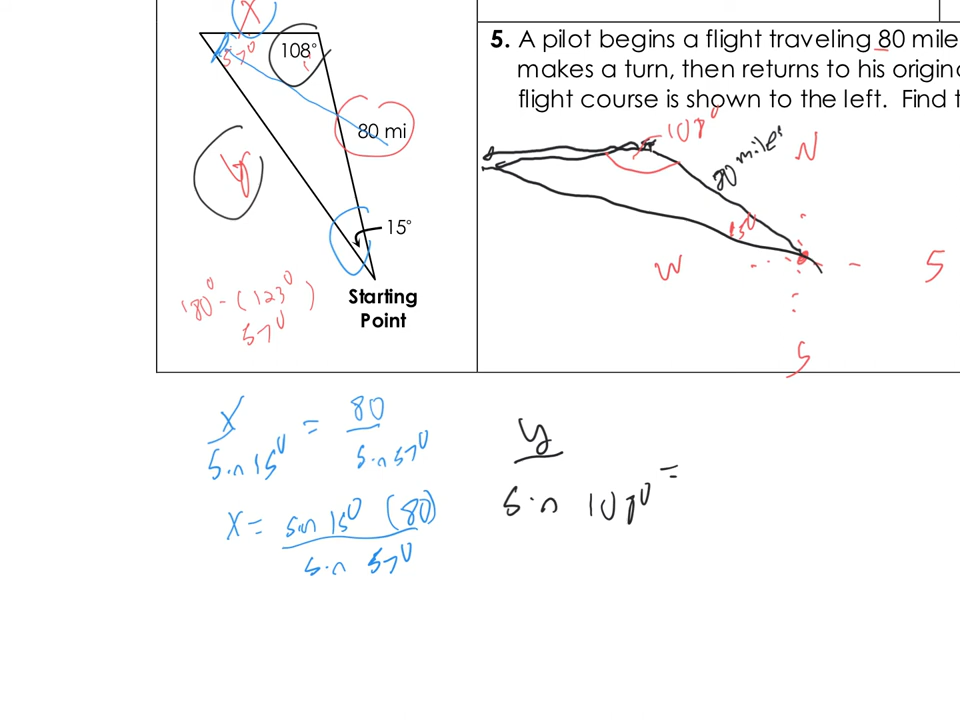 x
57°
108°
80 mi
y
15°
180° - (123°)
57°
Starting
Point
5. A pilot begins a flight traveling 80 mile
makes a turn, then returns to his origin
flight course is shown to the left. Find t
108°
80 miles
N
15°
W
S
S
x/sin 15° = 80/sin 57°
x = sin 15° (80)/sin 57°
y/sin 108° =